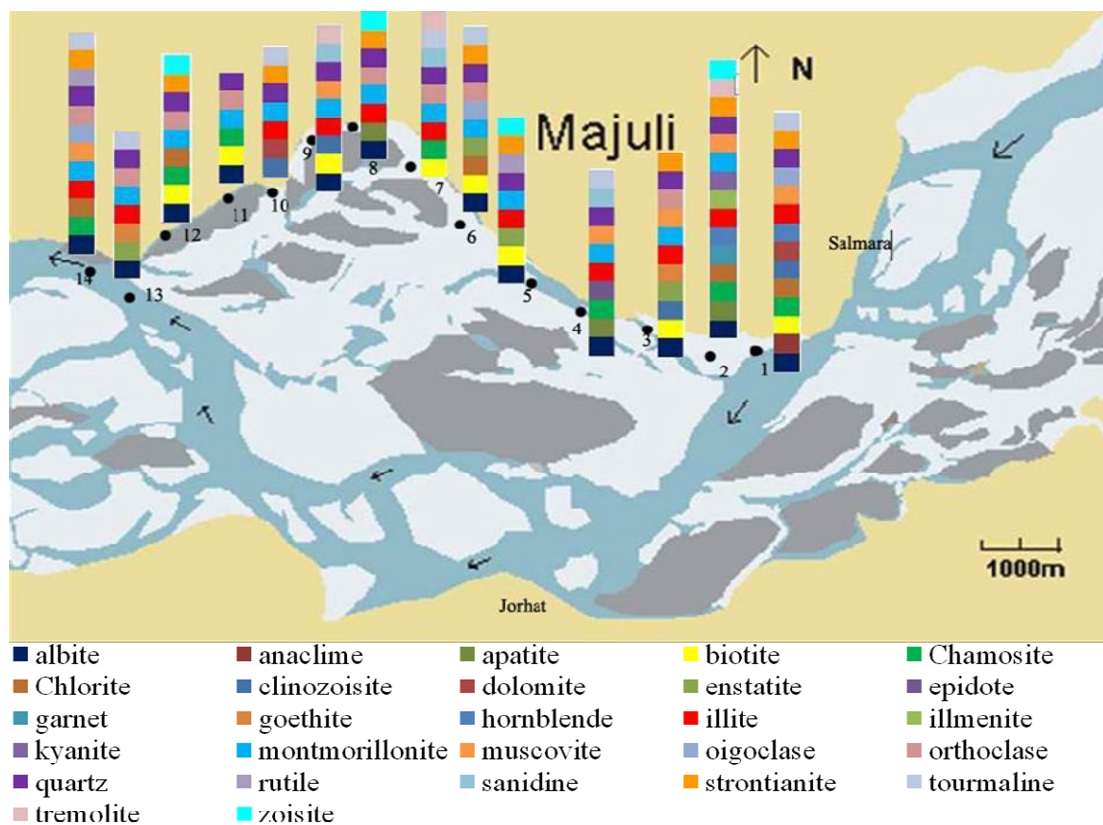 N
Majuli
9
8
7
11
10
12
6
Salmara
14
13
5
4
3
2
1
1000m
Jorhat
albite anaclime apatite biotite Chamosite
Chlorite clinozoisite dolomite enstatite epidote
garnet goethite hornblende illite illmenite
kyanite montmorillonite muscovite oigoclase orthoclase
quartz rutile sanidine strontianite tourmaline
tremolite zoisite